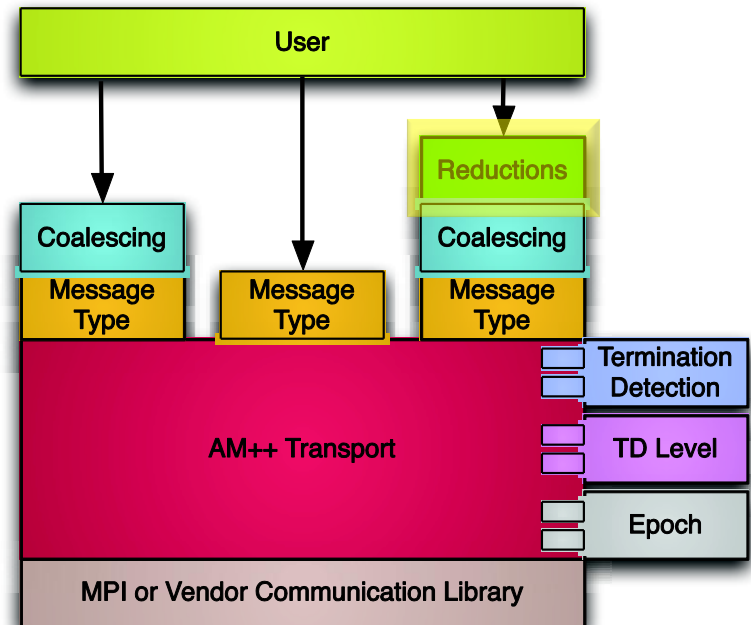 User
Reductions
Coalescing
Coalescing
Message
Type
Message
Type
Message
Type
Termination
Detection
AM++ Transport
TD Level
Epoch
MPI or Vendor Communication Library